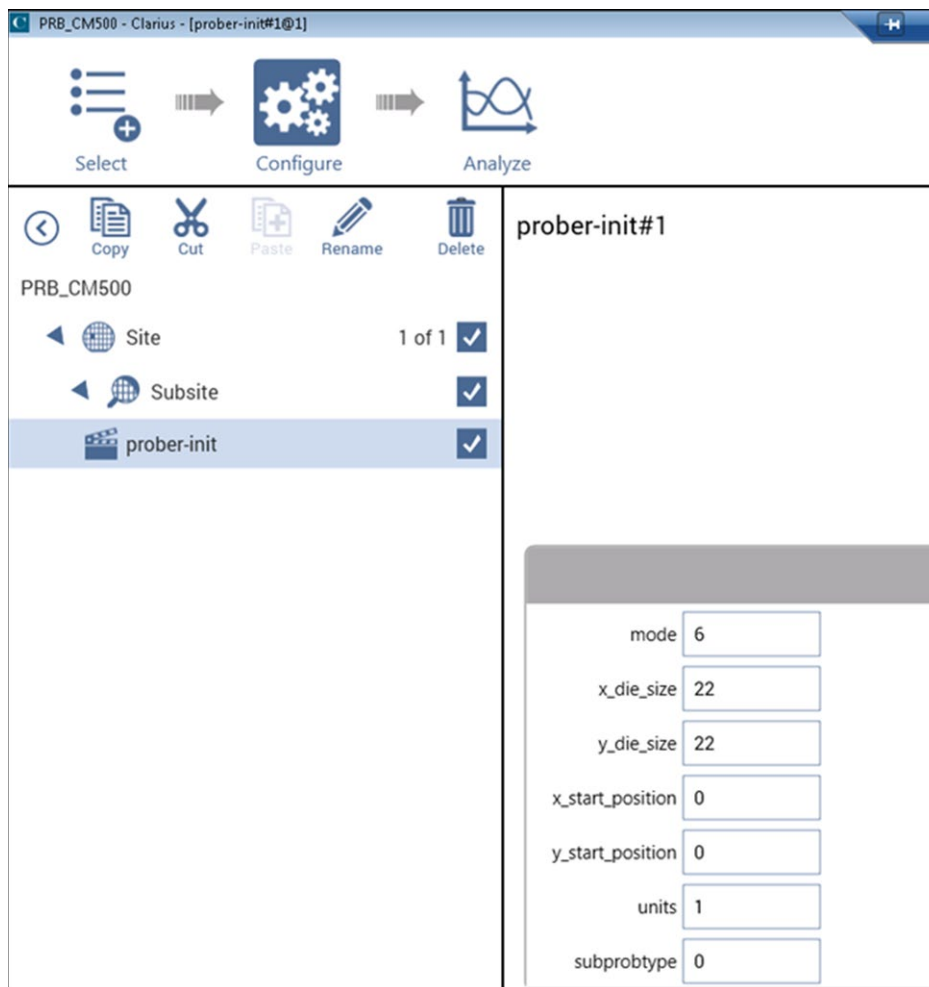 PRB_CM500 - Clarius - [prober-init#1@1]
Select
Configure
Analyze
Copy
Cut
Paste
Rename
Delete
prober-init#1
PRB_CM500
Site 1 of 1
Subsite
prober-init
mode 6
x_die_size 22
y_die_size 22
x_start_position 0
y_start_position 0
units 1
subprobtype 0